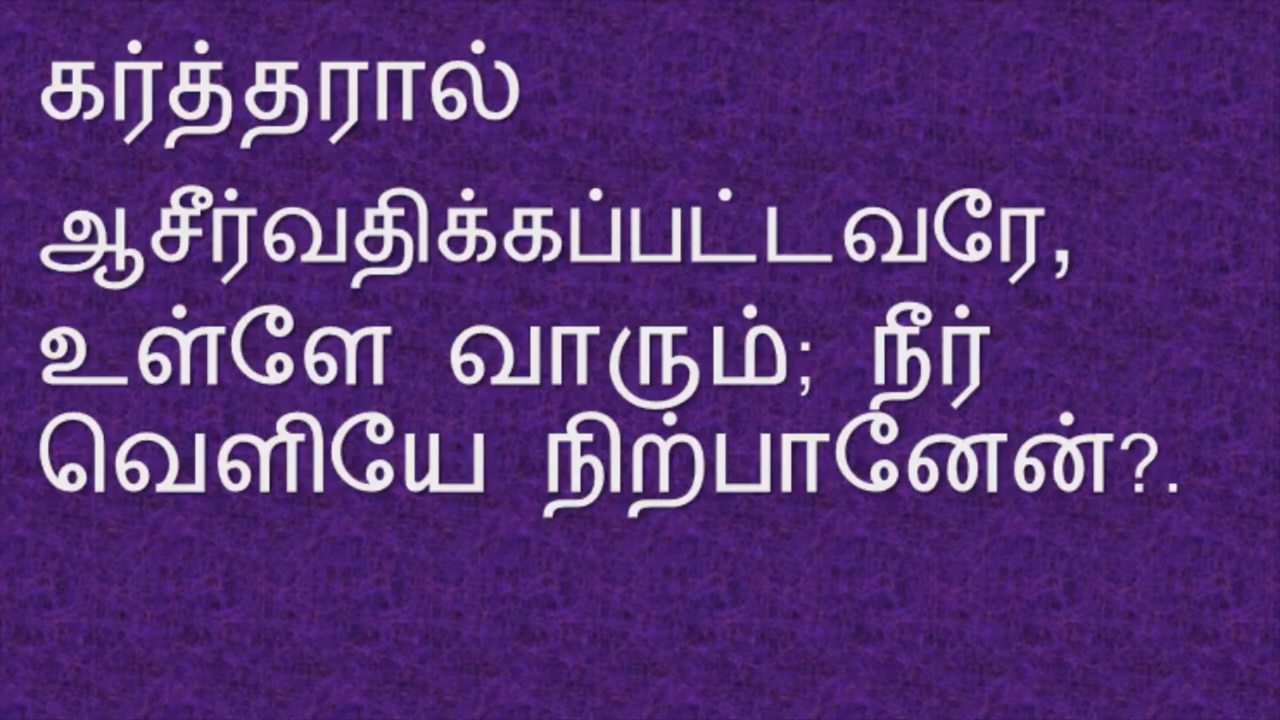 கர்த்தரால்
ஆசீர்வதிக்கப்பட்டவரே,
உள்ளே வாரும்; நீர்
வெளியே நிற்பானேன்?.